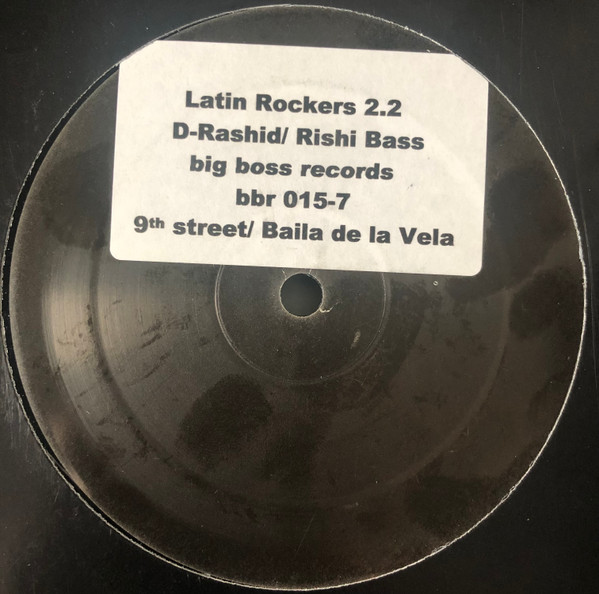 Latin Rockers 2.2
D-Rashid/ Rishi Bass
big boss records
bbr 015-7
9th street/ Baila de la Vela